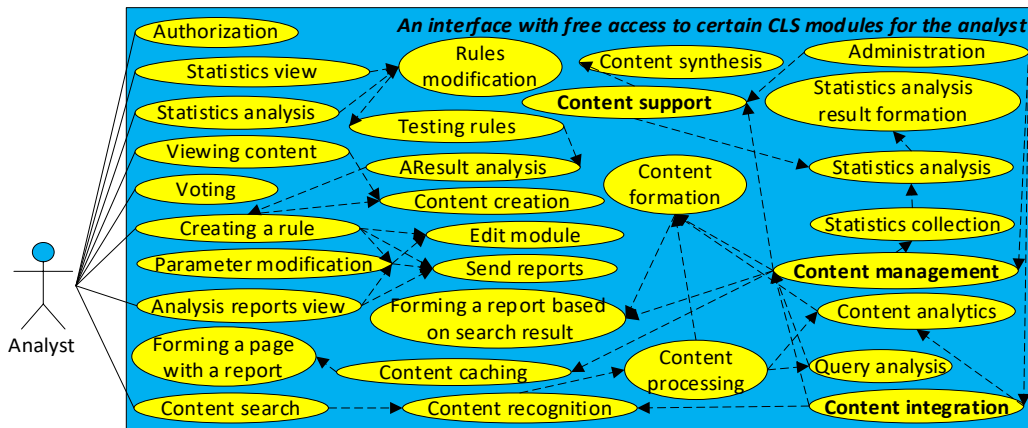 An interface with free access to certain CLS modules for the analyst
Authorization
Statistics view
Statistics analysis
Viewing content
Voting
Creating a rule
Parameter modification
Analysis reports view
Forming a page
with a report
Content search
Analyst
Rules
modification
Testing rules
AResult analysis
Content creation
Edit module
Send reports
Forming a report based
on search result
Content caching
Content recognition
Content synthesis
Content support
Content
formation
Content
processing
Administration
Statistics analysis
result formation
Statistics analysis
Statistics collection
Content management
Content analytics
Query analysis
Content integration